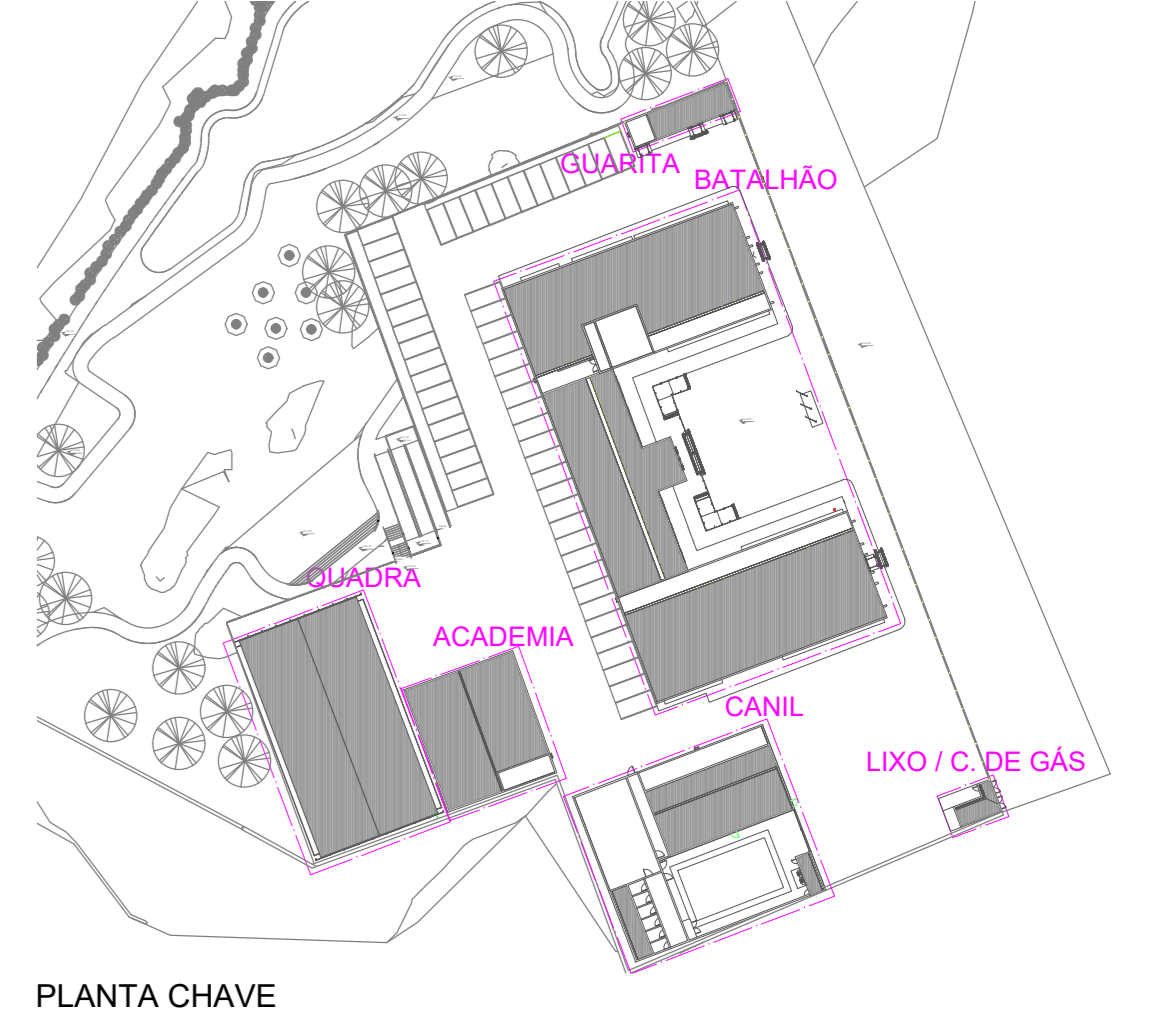 GUARITA
BATALHÃO
QUADRA
ACADEMIA
CANIL
LIXO / C. DE GÁS
PLANTA CHAVE